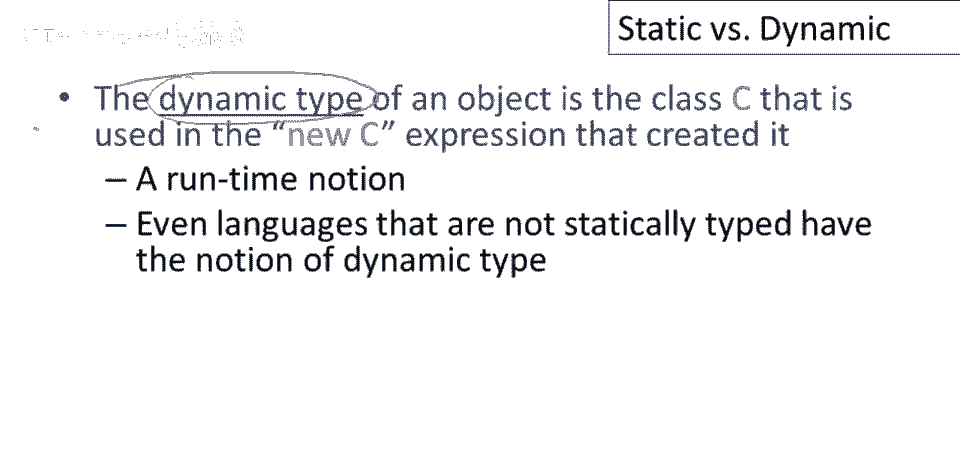 Static vs. Dynamic
• The dynamic type of an object is the class C that is
used in the “new C” expression that created it
– A run-time notion
– Even languages that are not statically typed have
the notion of dynamic type